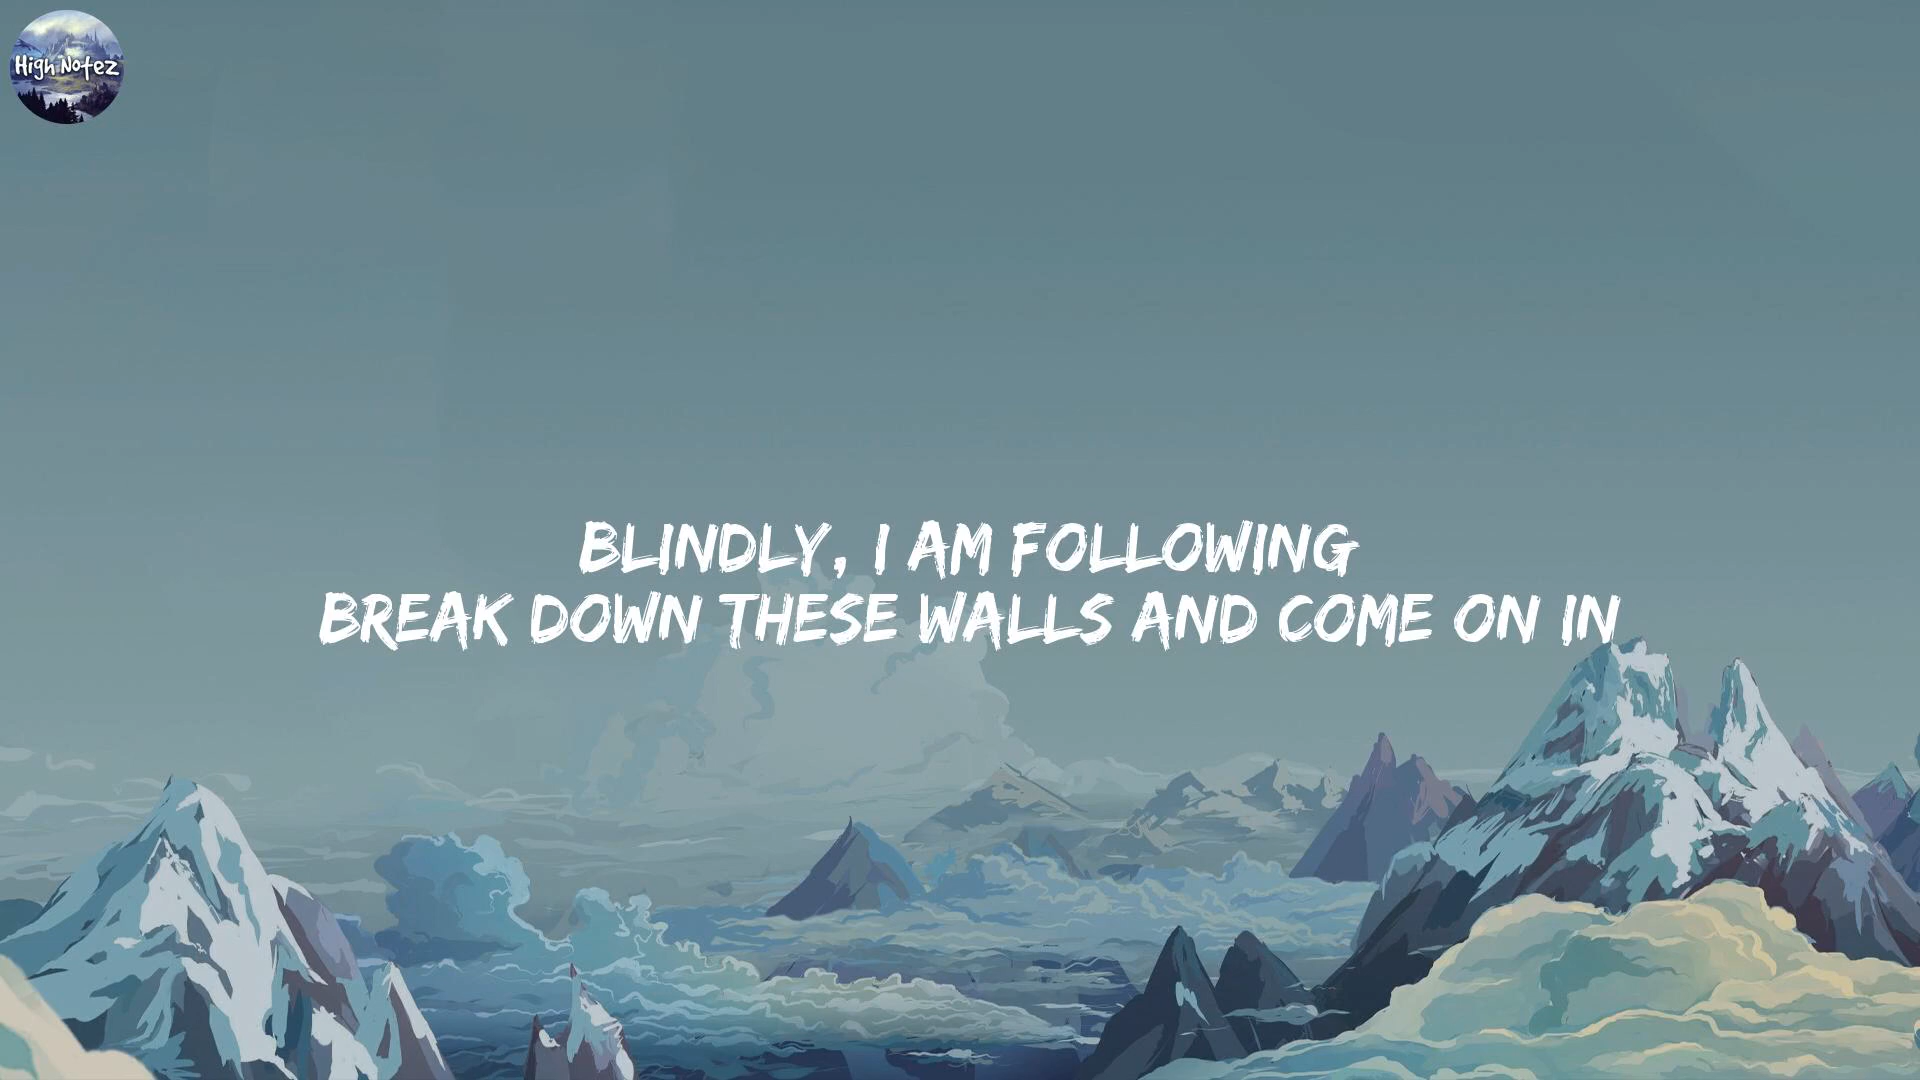 High Notez
BLINDLY, I AM FOLLOWING
BREAK DOWN THESE WALLS AND COME ON IN